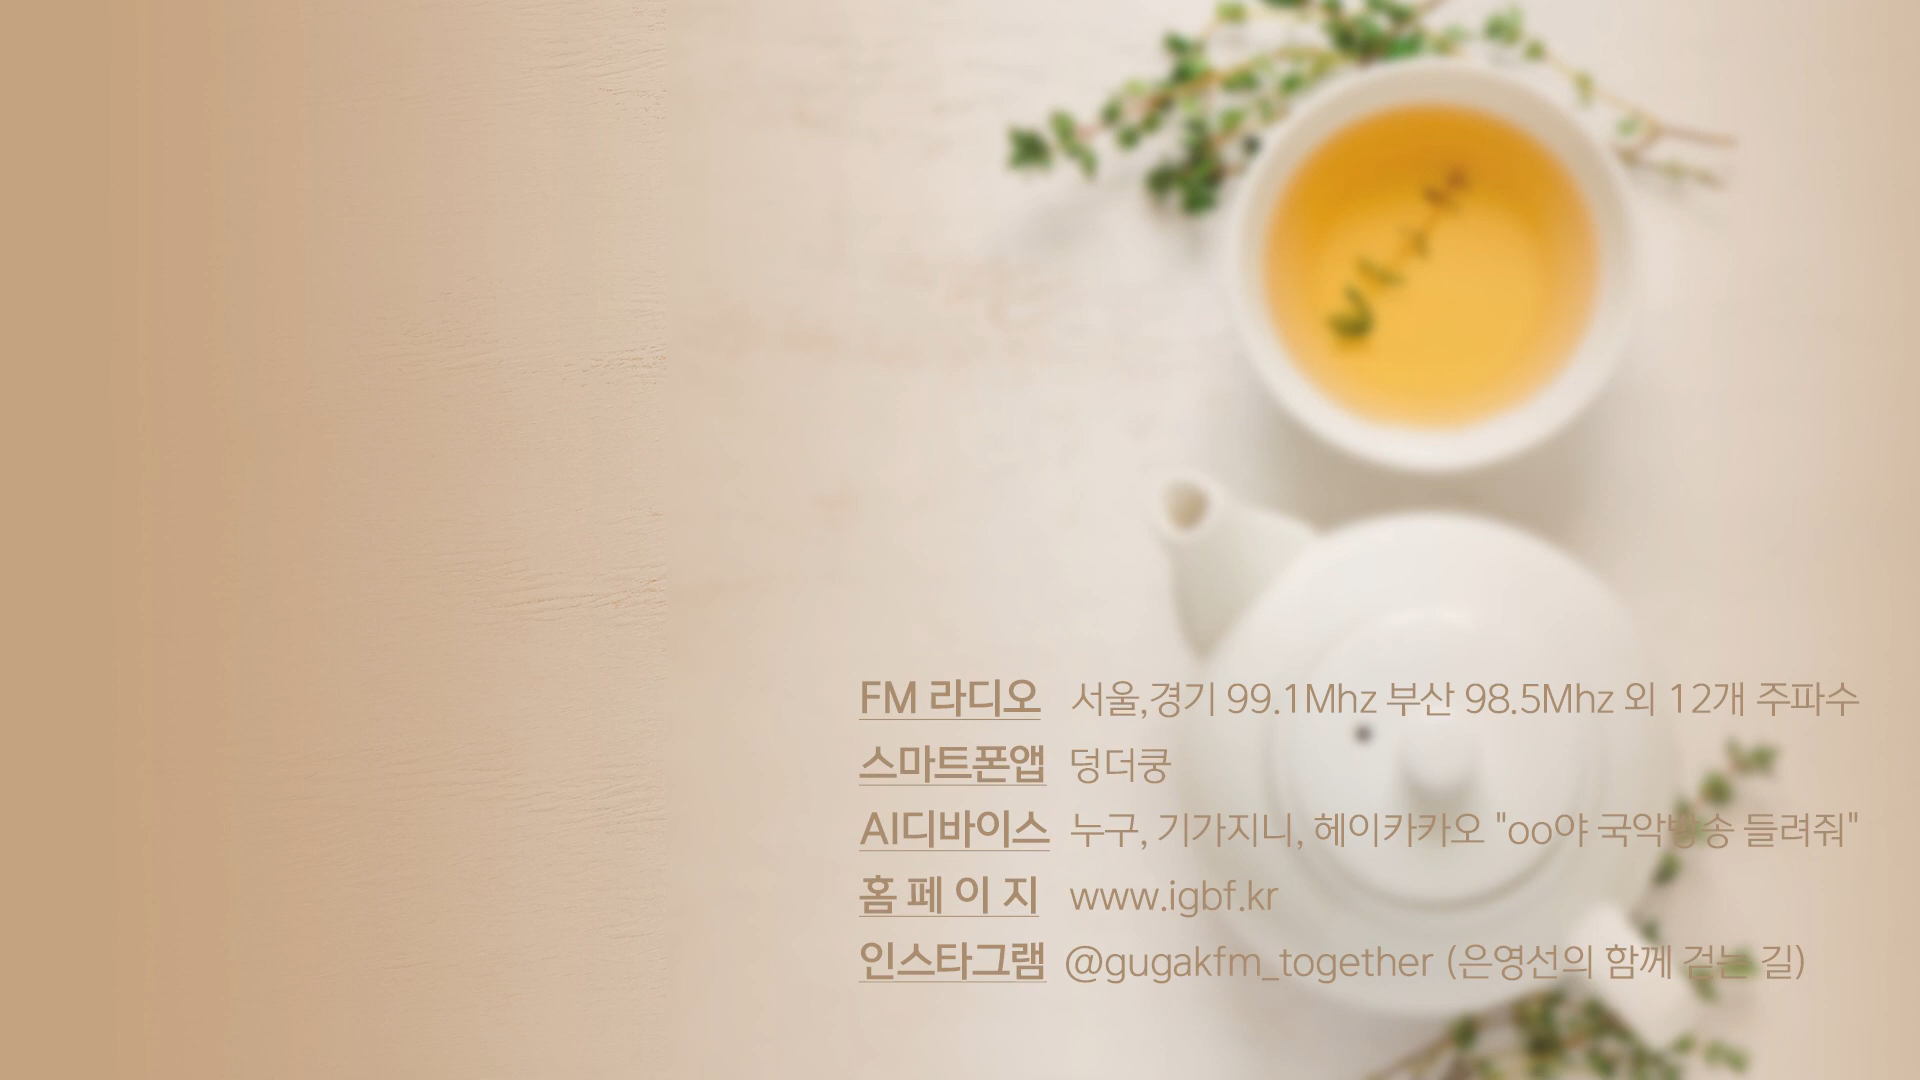 FM 라디오 서울,경기 99.1Mhz 부산 98.5Mhz 외 12개 주파수
스마트폰앱 덩더쿵
AI디바이스 누구, 기가지니, 헤이카카오 "oo야 국악방송 들려줘"
홈 페 이 지 www.igbf.kr
인스타그램 @gugakfm_together (은영선의 함께 걷는 길)